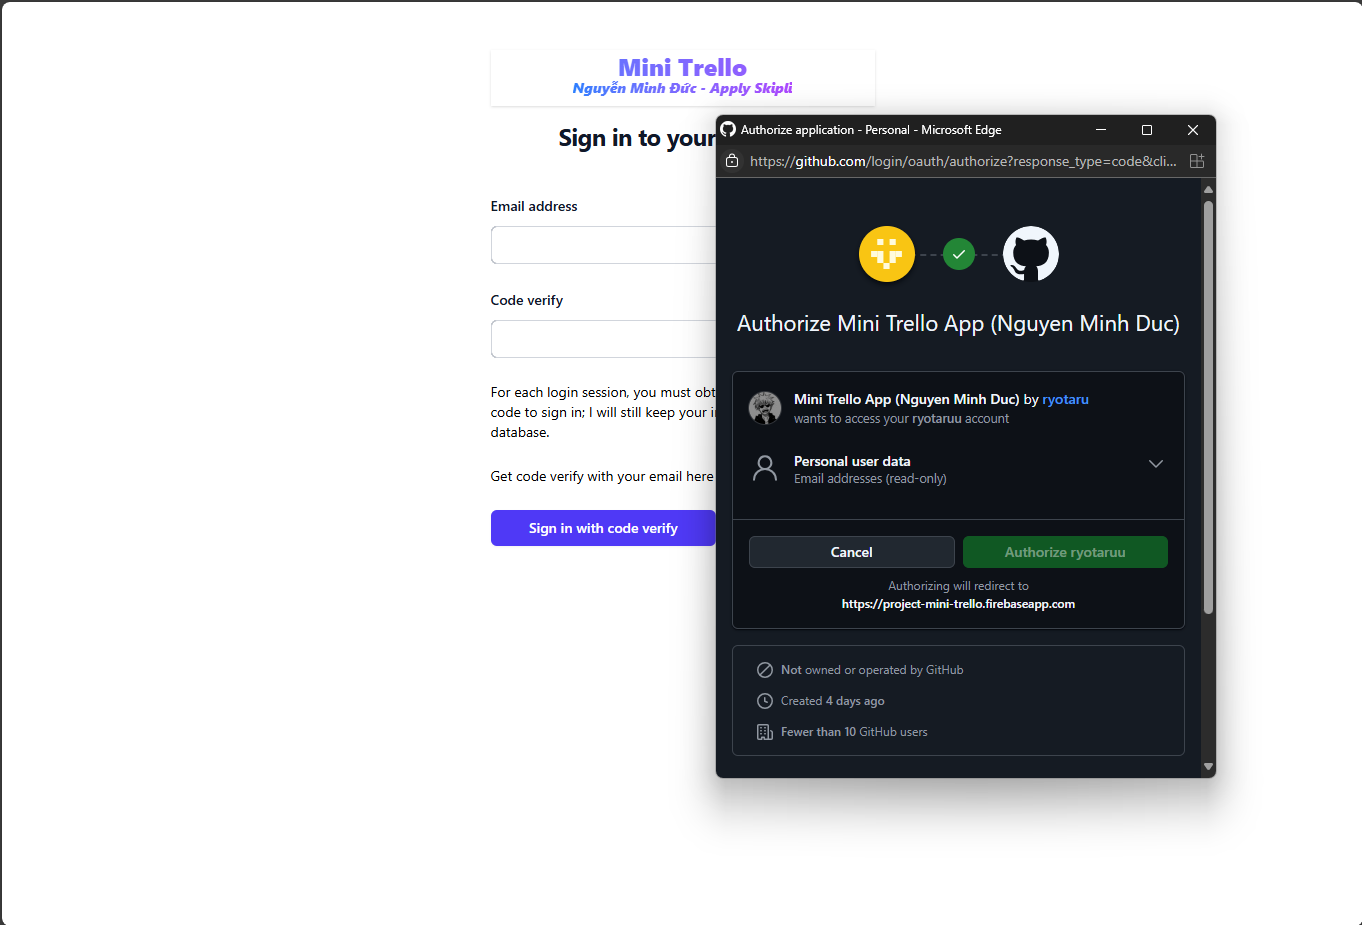 Mini Trello
Nguyễn Minh Đức - Apply Skipli
Sign in to your
Email address
Code verify
For each login session, you must obt
code to sign in; I will still keep your i
database.
Get code verify with your email here
Sign in with code verify
Authorize application - Personal - Microsoft Edge
https://github.com/login/oauth/authorize?response_type=code&cli...
Authorize Mini Trello App (Nguyen Minh Duc)
Mini Trello App (Nguyen Minh Duc) by ryotaru
wants to access your ryotaruu account
Personal user data
Email addresses (read-only)
Cancel
Authorize ryotaruu
Authorizing will redirect to
https://project-mini-trello.firebaseapp.com
Not owned or operated by GitHub
Created 4 days ago
Fewer than 10 GitHub users